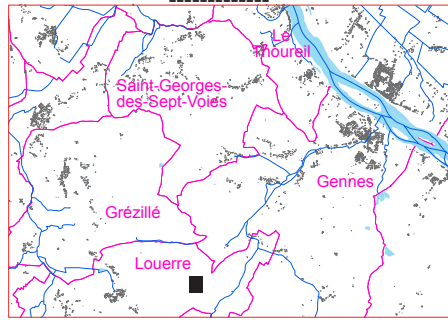 Le
Thoureil
Saint-Georges-
des-Sept-Voies
Gennes
Grézillé
Louerre